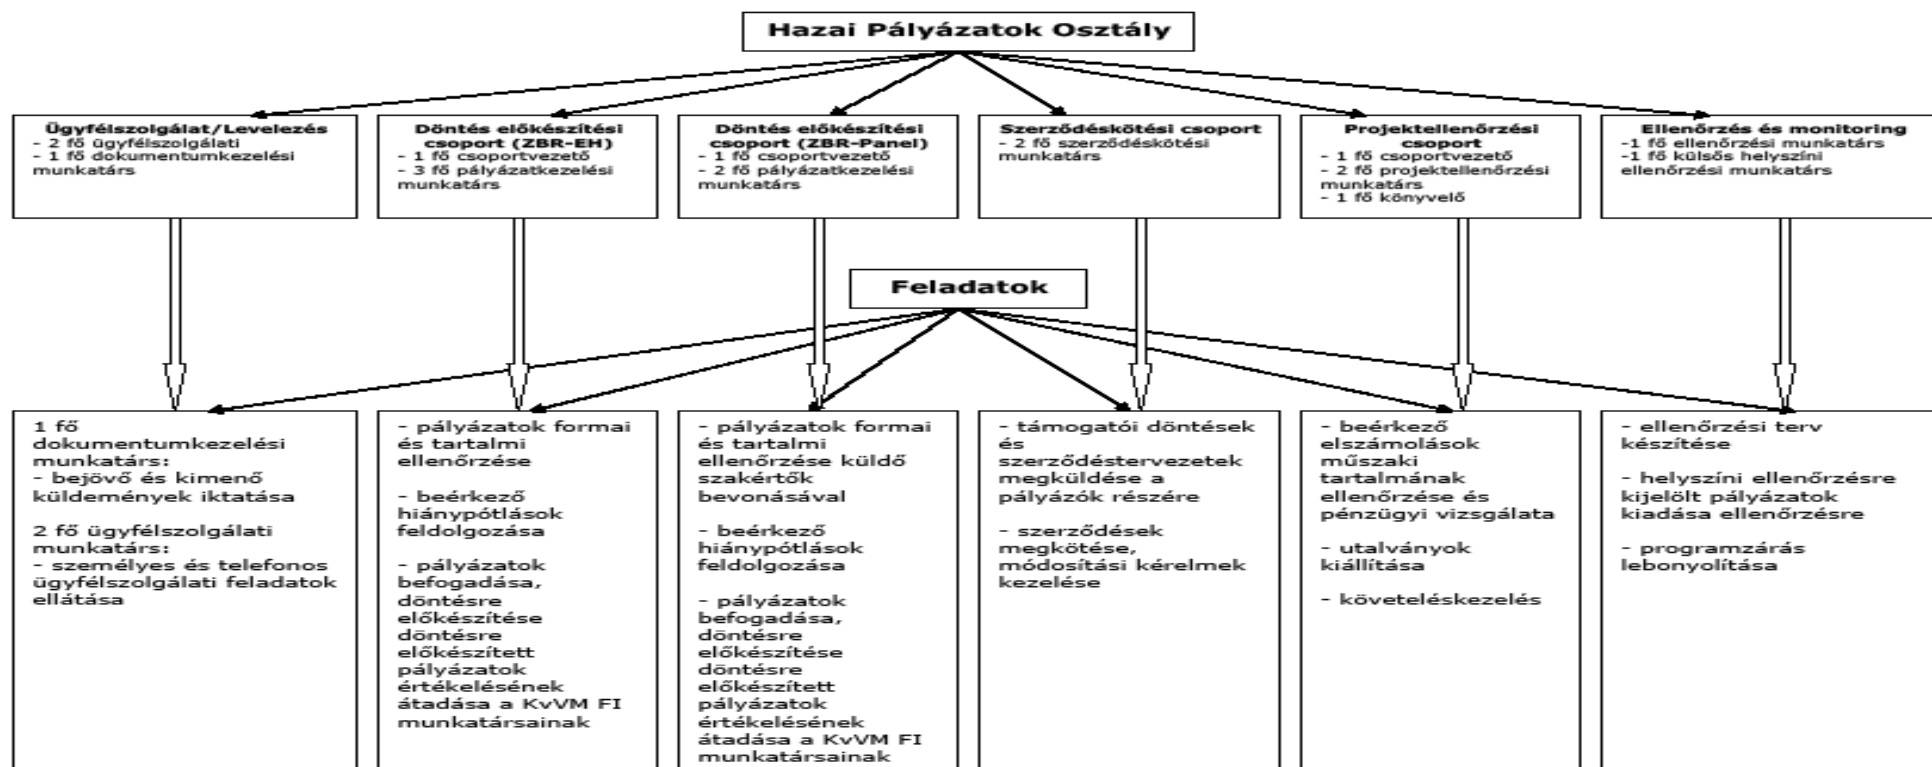 Hazai Pályázatok Osztály
Ügyfélszolgálat/Levelezés
- 2 fő ügyfélszolgálati
- 1 fő dokumentumkezelési
munkatárs
Döntés előkészítési
csoport (ZBR-EH)
- 1 fő csoportvezető
- 3 fő pályázatkezelési
munkatárs
Döntés előkészítési
csoport (ZBR-Panel)
- 1 fő csoportvezető
- 2 fő pályázatkezelési
munkatárs
Szerződéskötési csoport
- 2 fő szerződéskötési
munkatárs
Projektellenőrzési
csoport
- 1 fő csoportvezető
- 2 fő projektellenőrzési
munkatárs
- 1 fő könyvelő
Ellenőrzés és monitoring
-1 fő ellenőrzési munkatárs
-1 fő külsős helyszíni
ellenőrzési munkatárs
Feladatok
1 fő
dokumentumkezelési
munkatárs:
- bejövő és kimenő
küldemények iktatása
2 fő ügyfélszolgálati
munkatárs:
- személyes és telefonos
ügyfélszolgálati feladatok
ellátása
- pályázatok formai
és tartalmi
ellenőrzése
- beérkező
hiánypótlások
feldolgozása
- pályázatok
befogadása,
döntésre
előkészítése
döntésre
előkészített
pályázatok
értékelésének
átadása a KvVM FI
munkatársainak
- pályázatok formai
és tartalmi
ellenőrzése küldő
szakértők
bevonásával
- beérkező
hiánypótlások
feldolgozása
- pályázatok
befogadása,
döntésre
előkészítése
döntésre
előkészített
pályázatok
értékelésének
átadása a KvVM FI
munkatársainak
- támogatói döntések
és
szerződéstervezetek
megküldése a
pályázók részére
- szerződések
megkötése,
módosítási kérelmek
kezelése
- beérkező
elszámolások
műszaki
tartalmának
ellenőrzése és
pénzügyi vizsgálata
- utalványok
kiállítása
- követeléskezelés
- ellenőrzési terv
készítése
- helyszíni ellenőrzésre
kijelölt pályázatok
kiadása ellenőrzésre
- programzárás
lebonyolítása